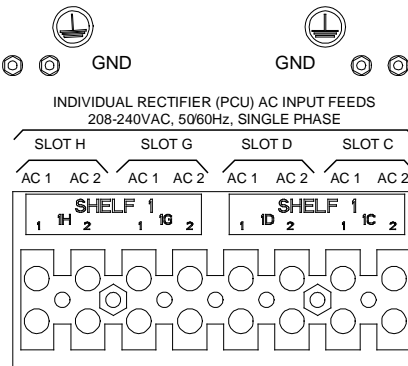 GND GND
INDIVIDUAL RECTIFIER (PCU) AC INPUT FEEDS
208-240VAC, 50/60Hz, SINGLE PHASE
SLOT H SLOT G SLOT D SLOT C
AC 1 AC 2 AC 1 AC 2 AC 1 AC 2 AC 1 AC 2
SHELF 1 SHELF 1
1 1H 2 1 1G 2 1 1D 2 1 1C 2